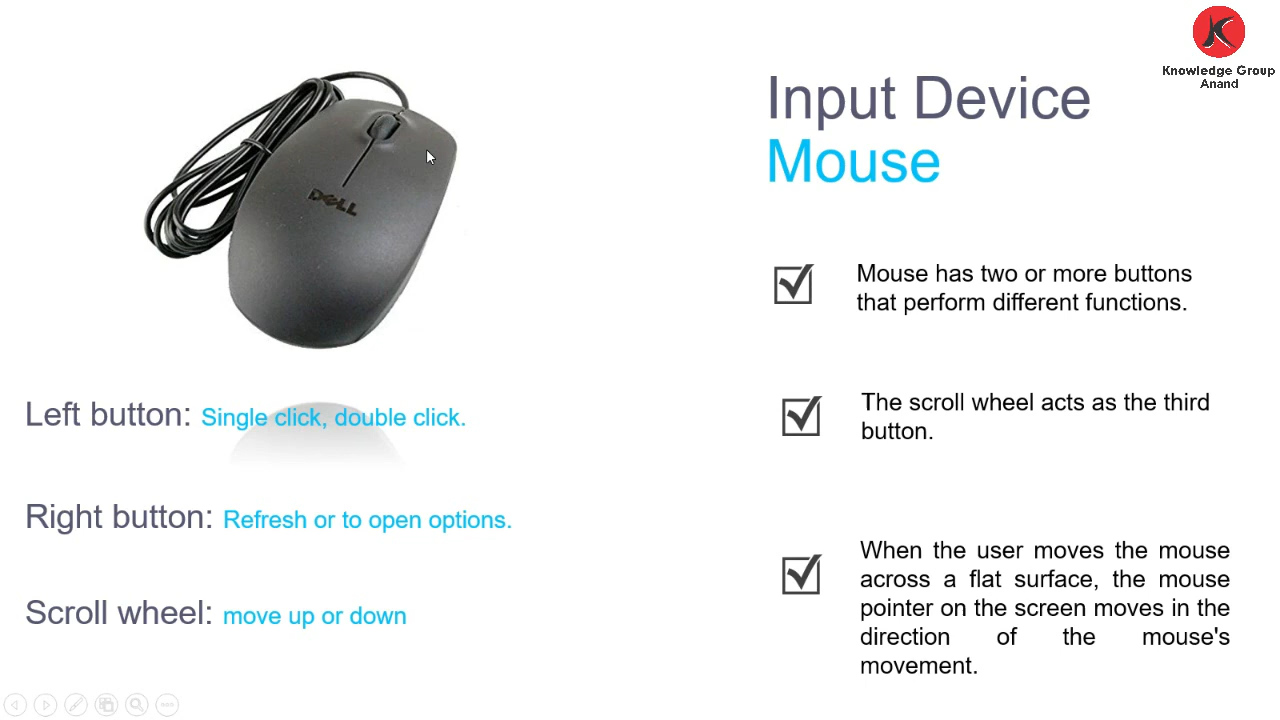 Knowledge Group
Anand
Input Device
Mouse
DELL
Mouse has two or more buttons
that perform different functions.
The scroll wheel acts as the third
button.
When the user moves the mouse
across a flat surface, the mouse
pointer on the screen moves in the
direction of the mouse's
movement.
Left button: Single click, double click.
Right button: Refresh or to open options.
Scroll wheel: move up or down